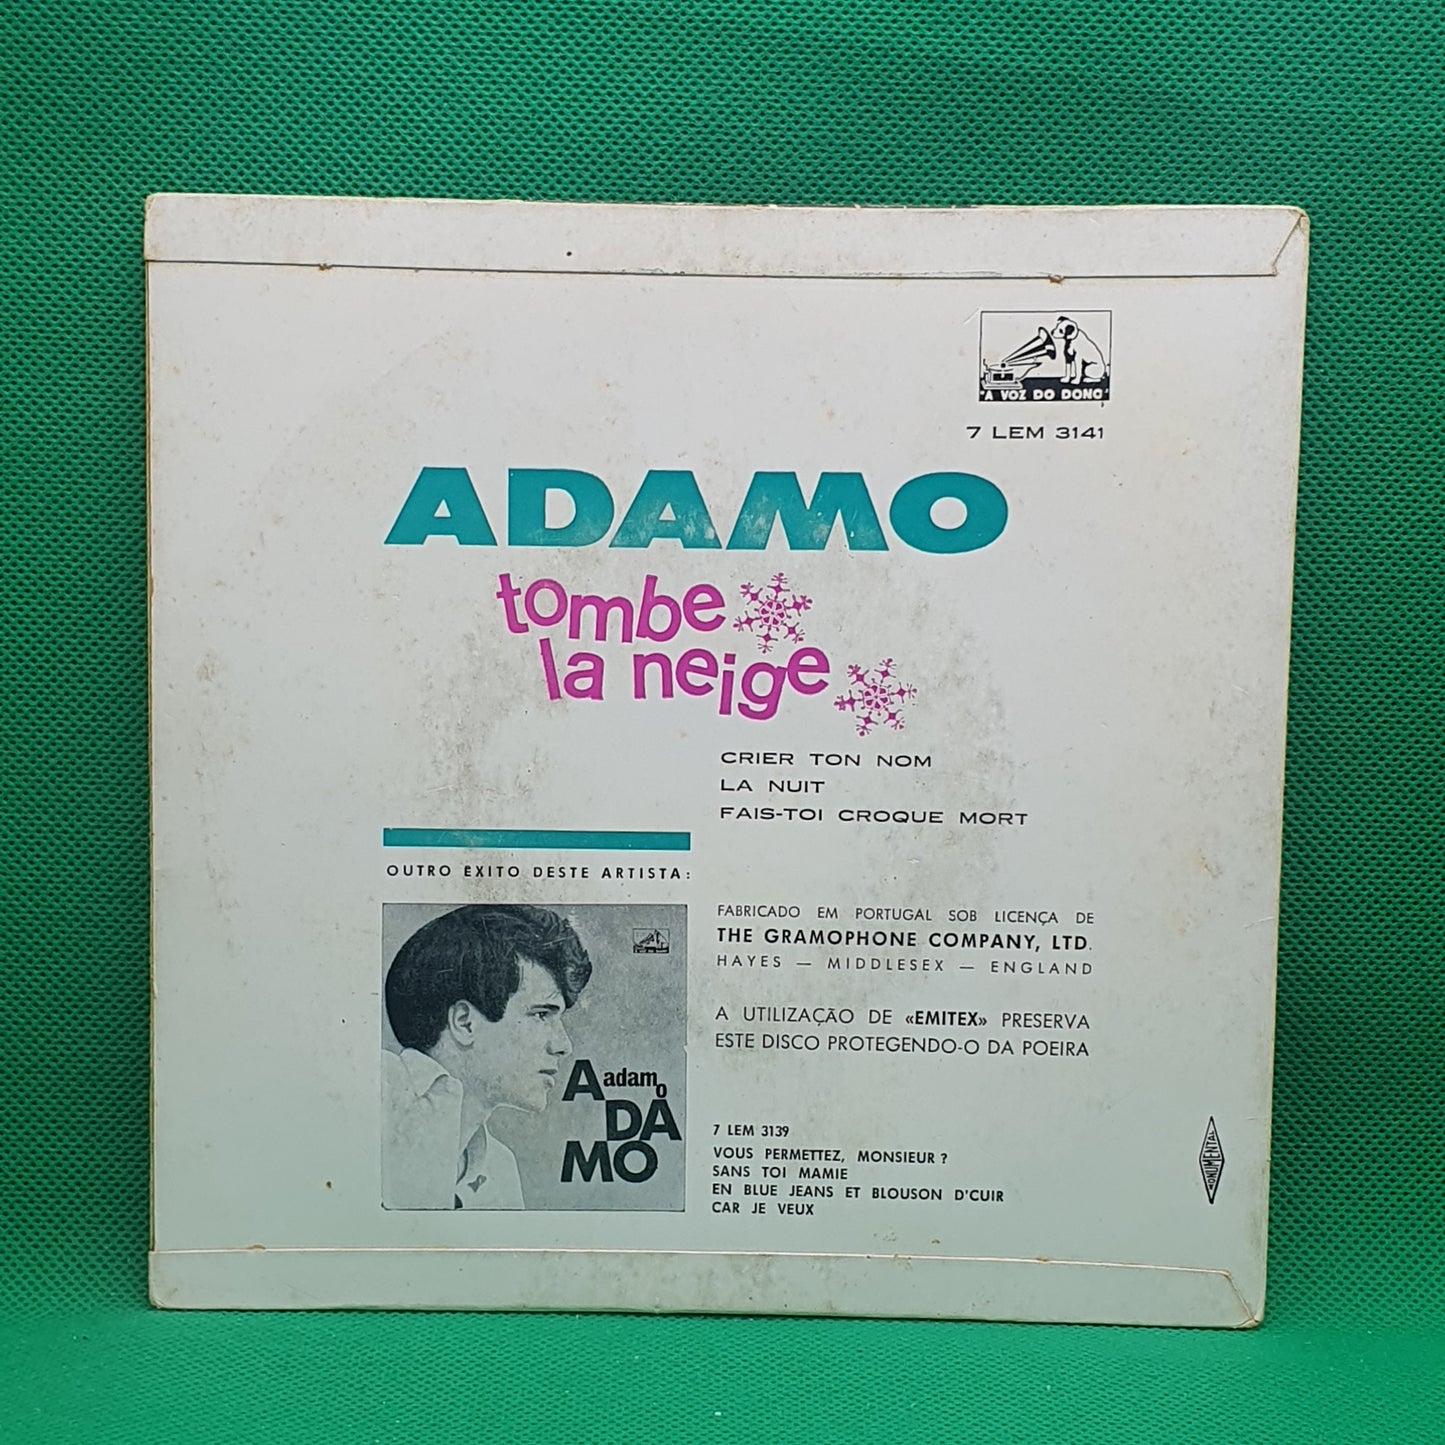 "A VOZ DO DONO"
7 LEM 3141
ADAMO
tombe
la neige
CRIER TON NOM
LA NUIT
FAIS-TOI CROQUE MORT
OUTRO EXITO DESTE ARTISTA:
A adamo
DA
MO
FABRICADO EM PORTUGAL SOB LICENÇA DE
THE GRAMOPHONE COMPANY, LTD.
HAYES — MIDDLESEX — ENGLAND
A UTILIZAÇÃO DE «EMITEX» PRESERVA
ESTE DISCO PROTEGENDO-O DA POEIRA
7 LEM 3139
VOUS PERMETTEZ, MONSIEUR ?
SANS TOI MAMIE
EN BLUE JEANS ET BLOUSON D'CUIR
CAR JE VEUX
MONUMENTAL